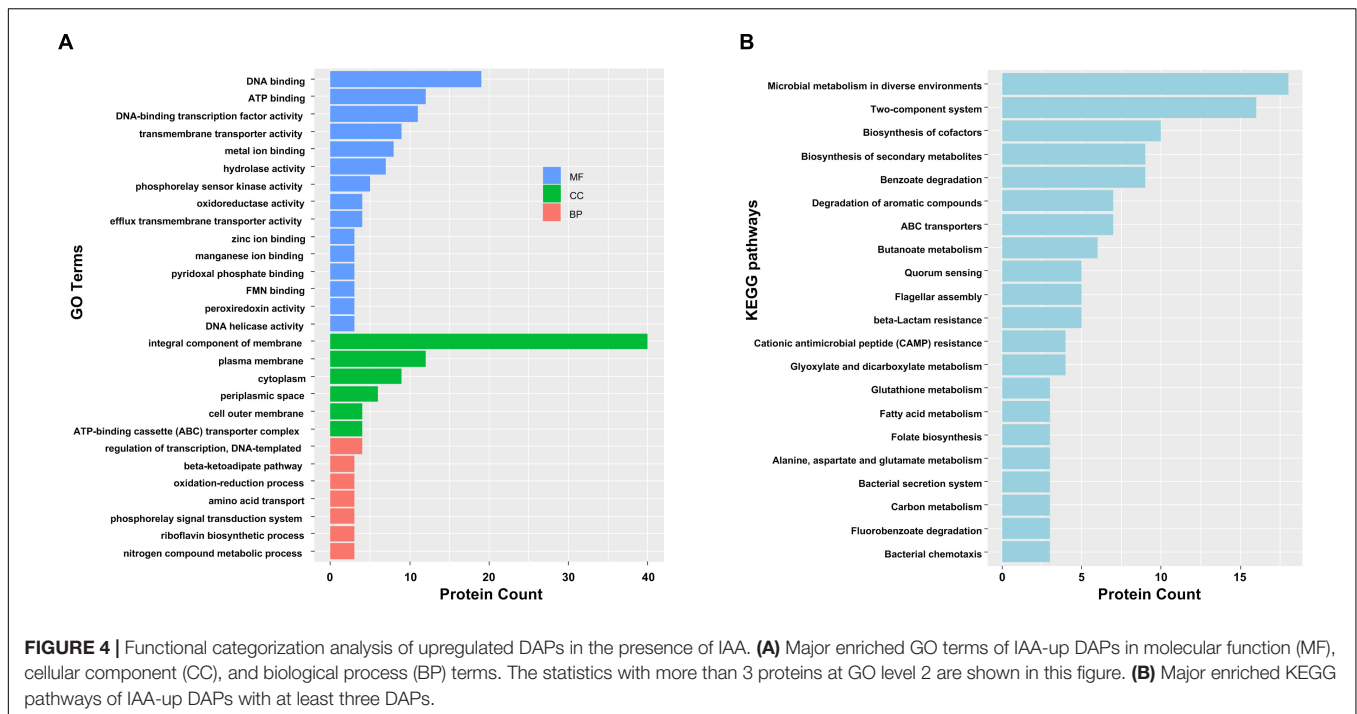 A
GO Terms
DNA binding
ATP binding
DNA-binding transcription factor activity
transmembrane transporter activity
metal ion binding
hydrolase activity
phosphorelay sensor kinase activity
oxidoreductase activity
efflux transmembrane transporter activity
zinc ion binding
manganese ion binding
pyridoxal phosphate binding
FMN binding
peroxiredoxin activity
DNA helicase activity
integral component of membrane
plasma membrane
cytoplasm
periplasmic space
cell outer membrane
ATP-binding cassette (ABC) transporter complex
regulation of transcription, DNA-templated
beta-ketoadipate pathway
oxidation-reduction process
amino acid transport
phosphorelay signal transduction system
riboflavin biosynthetic process
nitrogen compound metabolic process
MF
CC
BP
0 10 20 30 40
Protein Count
B
KEGG pathways
Microbial metabolism in diverse environments
Two-component system
Biosynthesis of cofactors
Biosynthesis of secondary metabolites
Benzoate degradation
Degradation of aromatic compounds
ABC transporters
Butanoate metabolism
Quorum sensing
Flagellar assembly
beta-Lactam resistance
Cationic antimicrobial peptide (CAMP) resistance
Glyoxylate and dicarboxylate metabolism
Glutathione metabolism
Fatty acid metabolism
Folate biosynthesis
Alanine, aspartate and glutamate metabolism
Bacterial secretion system
Carbon metabolism
Fluorobenzoate degradation
Bacterial chemotaxis
0 5 10 15
Protein Count
FIGURE 4 | Functional categorization analysis of upregulated DAPs in the presence of IAA. (A) Major enriched GO terms of IAA-up DAPs in molecular function (MF),
cellular component (CC), and biological process (BP) terms. The statistics with more than 3 proteins at GO level 2 are shown in this figure. (B) Major enriched KEGG
pathways of IAA-up DAPs with at least three DAPs.